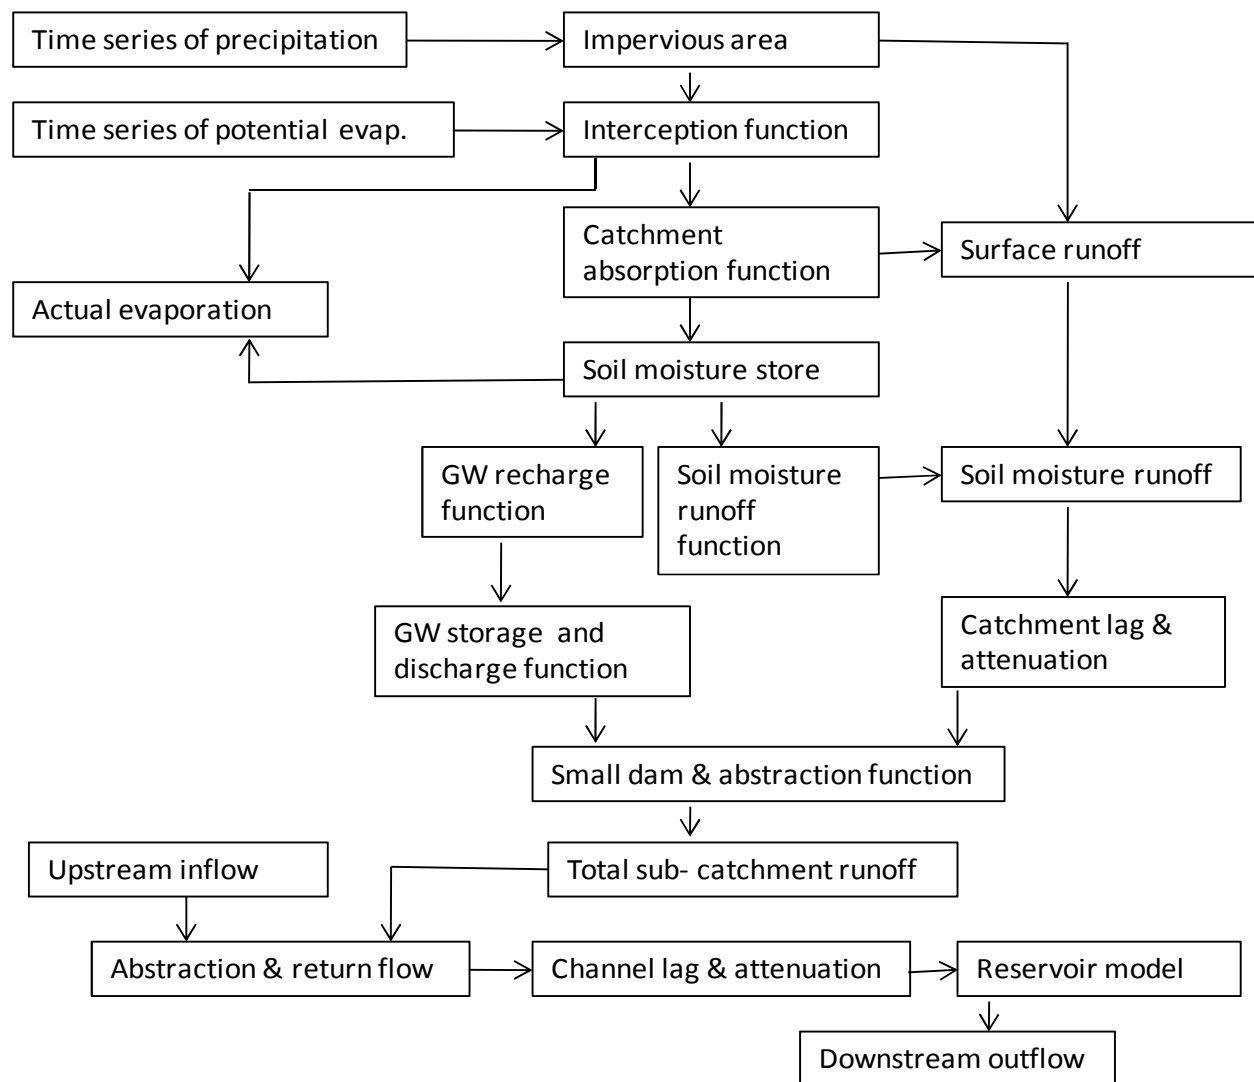 Time series of precipitation
Impervious area
Time series of potential evap.
Interception function
Catchment
absorption function
Surface runoff
Actual evaporation
Soil moisture store
GW recharge
function
Soil moisture
runoff
function
Soil moisture runoff
GW storage and
discharge function
Catchment lag &
attenuation
Small dam & abstraction function
Upstream inflow
Total sub- catchment runoff
Abstraction & return flow
Channel lag & attenuation
Reservoir model
Downstream outflow